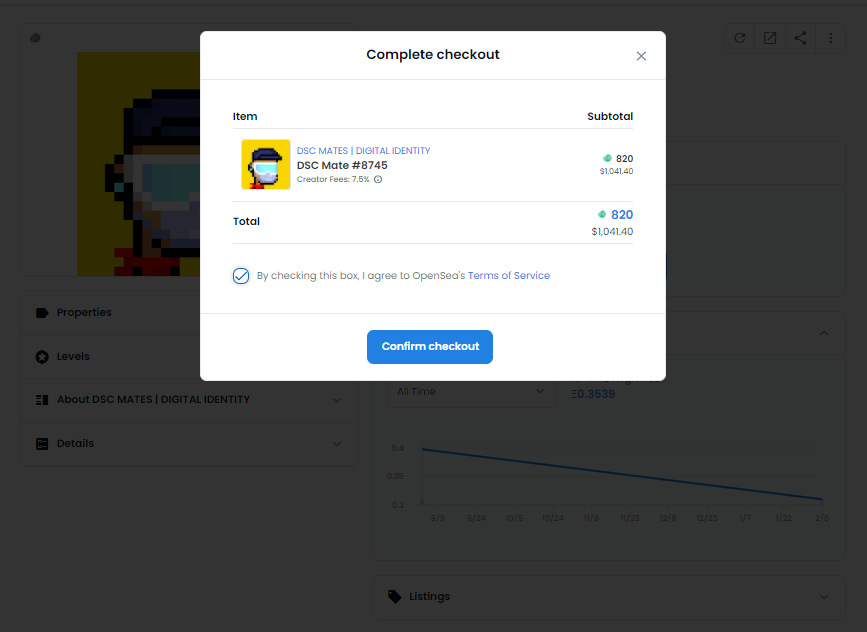 Complete checkout
Item
Subtotal
DSC MATES | DIGITAL IDENTITY
DSC Mate #8745
Creator Fees: 7.5%
820
$1,041.40
Total
820
$1,041.40
By checking this box, I agree to OpenSea's Terms of Service
Confirm checkout
Properties
Levels
About DSC MATES | DIGITAL IDENTITY
Details
All Time
Ξ0.3539
0.4
0.35
0.3
9/9
9/24
10/9
10/24
11/8
11/23
12/8
12/23
1/7
1/22
2/6
Listings